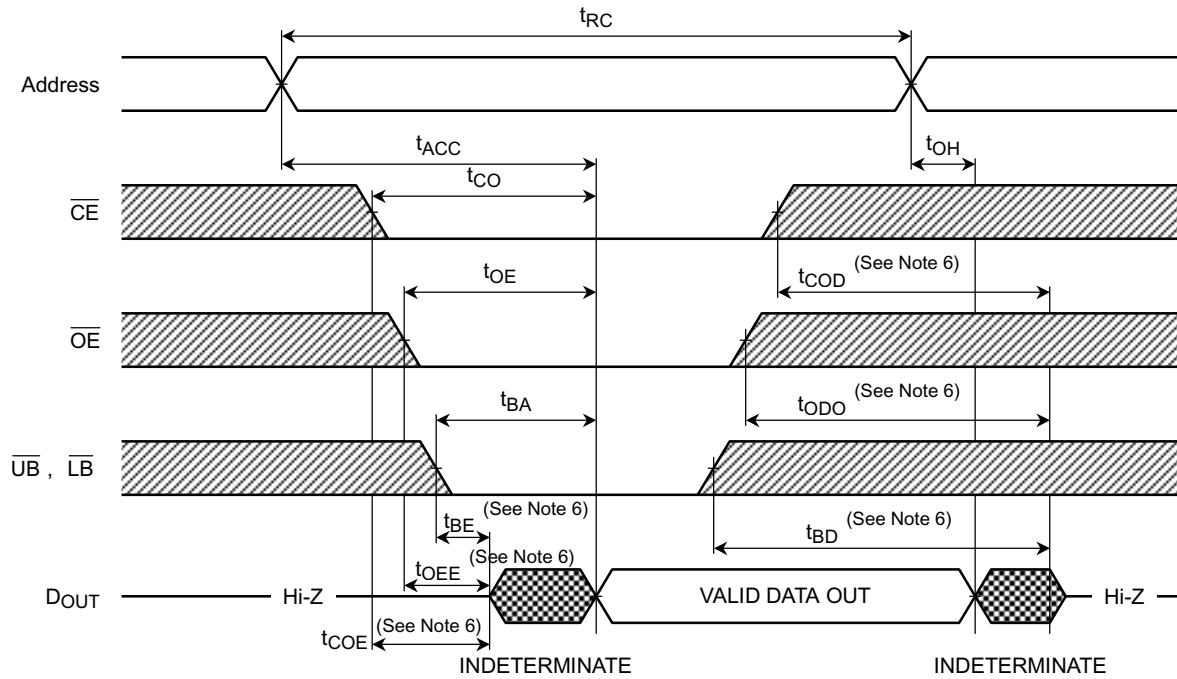 tRC
Address
tACC
tOH
tCO
CE
tCOD (See Note 6)
tOE
OE
tODO (See Note 6)
tBA
UB , LB
tBE (See Note 6)
tBD (See Note 6)
tOEE (See Note 6)
DOUT
Hi-Z
VALID DATA OUT
Hi-Z
tCOE (See Note 6)
INDETERMINATE
INDETERMINATE